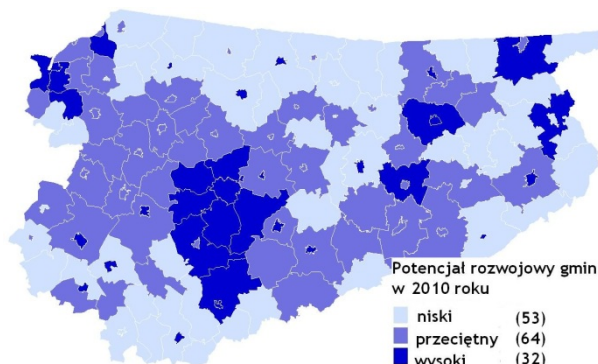 Potencjał rozwojowy gmin
w 2010 roku
niski (53)
przeciętny (64)
wysoki (32)